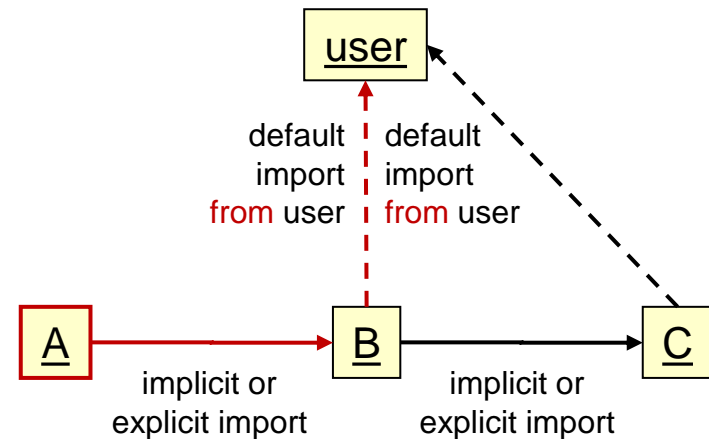 user
default
import
from user
default
import
from user
A
B
C
implicit or
explicit import
implicit or
explicit import